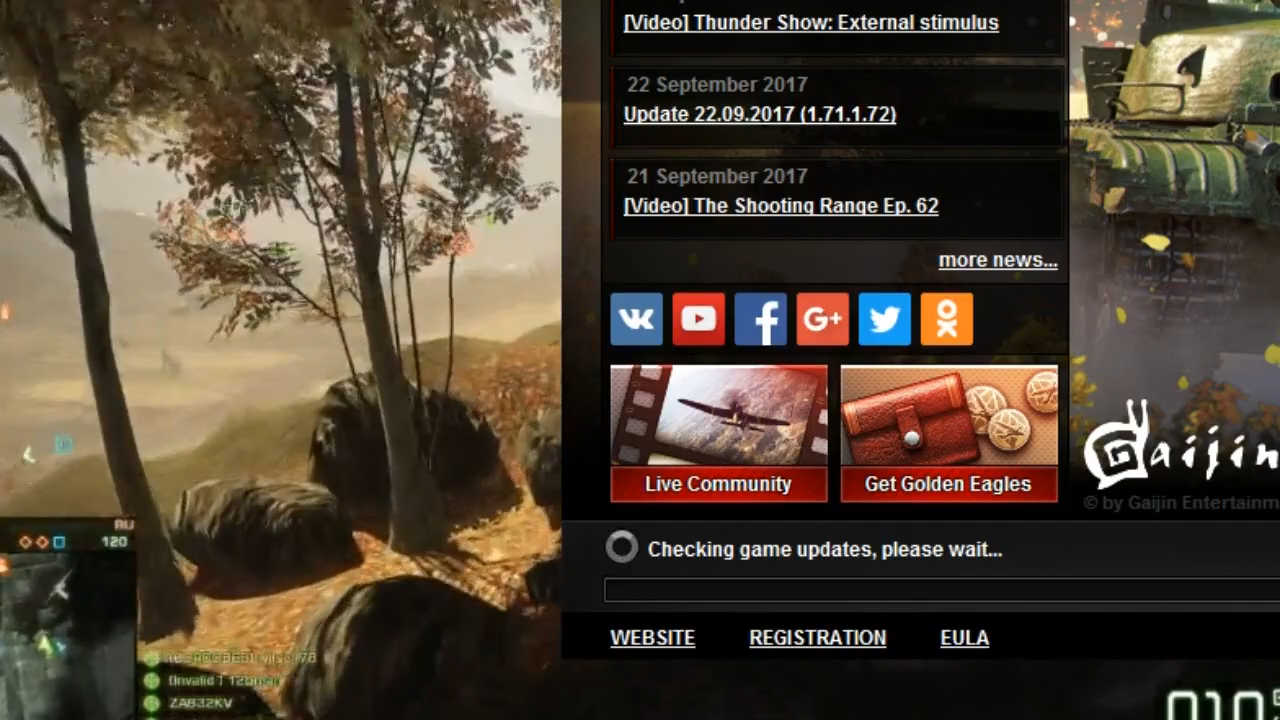 [Video] Thunder Show: External stimulus
22 September 2017
Update 22.09.2017 (1.71.1.72)
21 September 2017
[Video] The Shooting Range Ep. 62
more news...
G+
Live Community
Get Golden Eagles
Gaijin
© by Gaijin Entertainm
Checking game updates, please wait...
WEBSITE REGISTRATION EULA
RU
120
[Invalid]
ZAB32KV
010